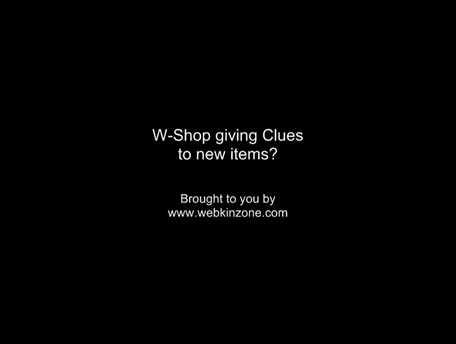 W-Shop giving Clues
to new items?
Brought to you by
www.webkinzone.com